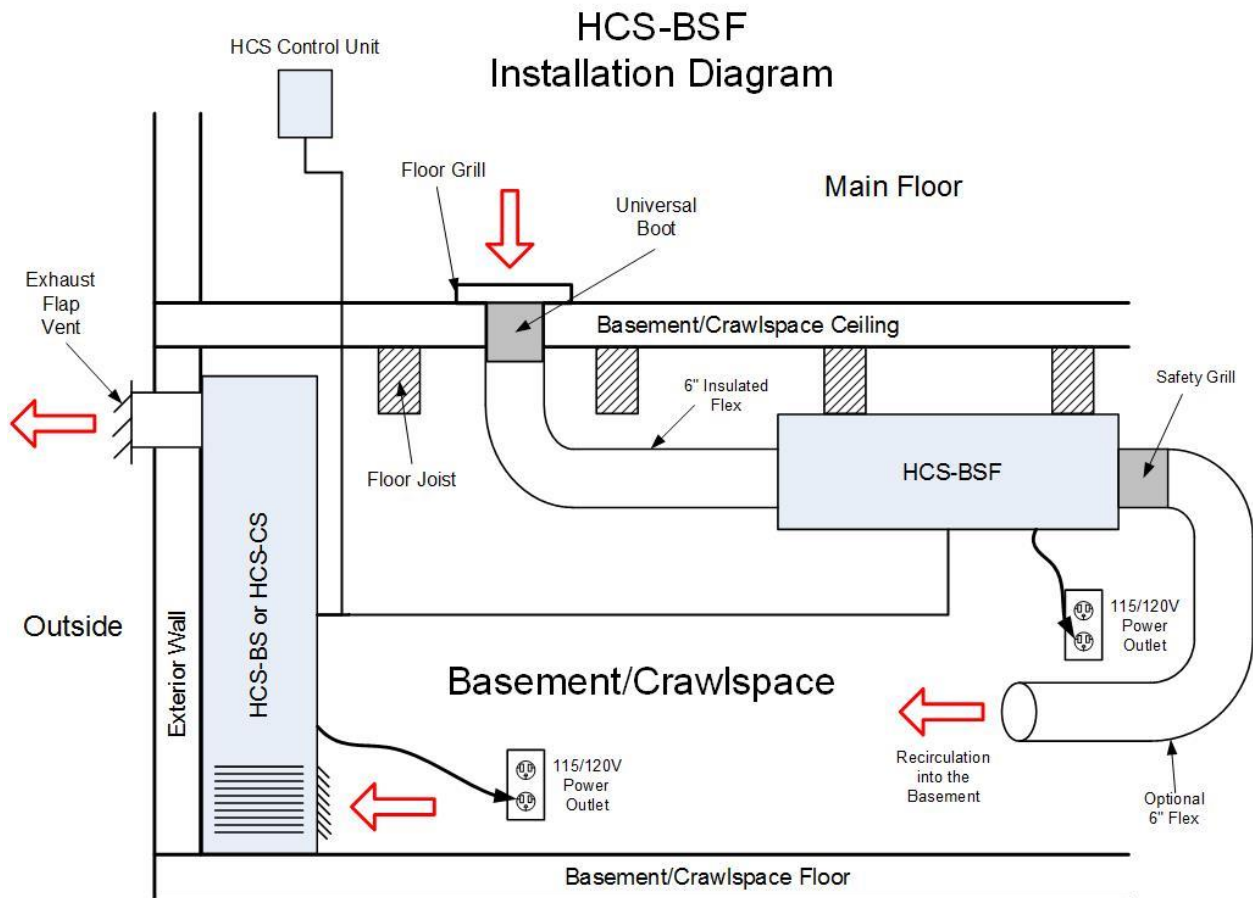 HCS-BSF
Installation Diagram
HCS Control Unit
Floor Grill
Universal
Boot
Main Floor
Exhaust
Flap
Vent
Basement/Crawlspace Ceiling
6" Insulated
Flex
Safety Grill
Floor Joist
HCS-BSF
HCS-BS or HCS-CS
Exterior Wall
Outside
115/120V
Power
Outlet
Basement/Crawlspace
115/120V
Power
Outlet
Recirculation
into the
Basement
Optional
6" Flex
Basement/Crawlspace Floor